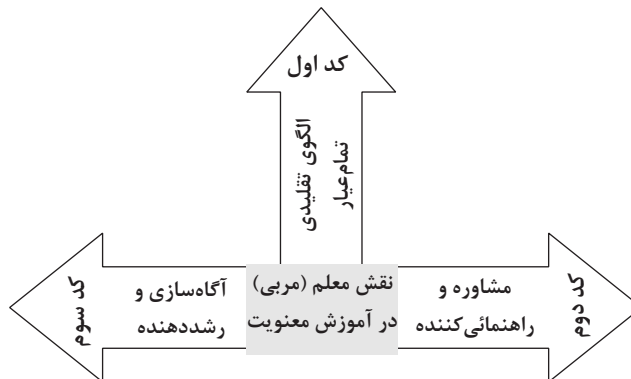 کد اول
الگوی تقلیدی
تمام‌عیار
کد دوم
مشاوره و
راهنمائی‌کننده
نقش معلم (مربی)
در آموزش معنویت
آگاه‌سازی و
رشددهنده
کد سوم